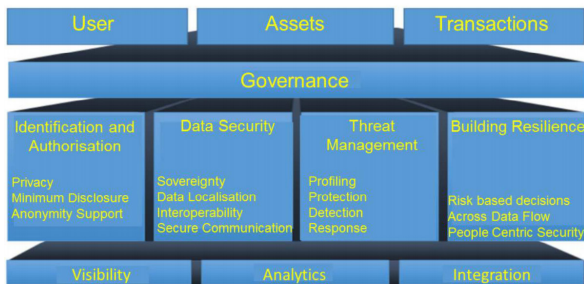 User
Assets
Transactions
Governance
Identification and
Authorisation
Privacy
Minimum Disclosure
Anonymity Support
Data Security
Sovereignty
Data Localisation
Interoperability
Secure Communication
Threat
Management
Profiling
Protection
Detection
Response
Building Resilience
Risk based decisions
Across Data Flow
People Centric Security
Visibility
Analytics
Integration